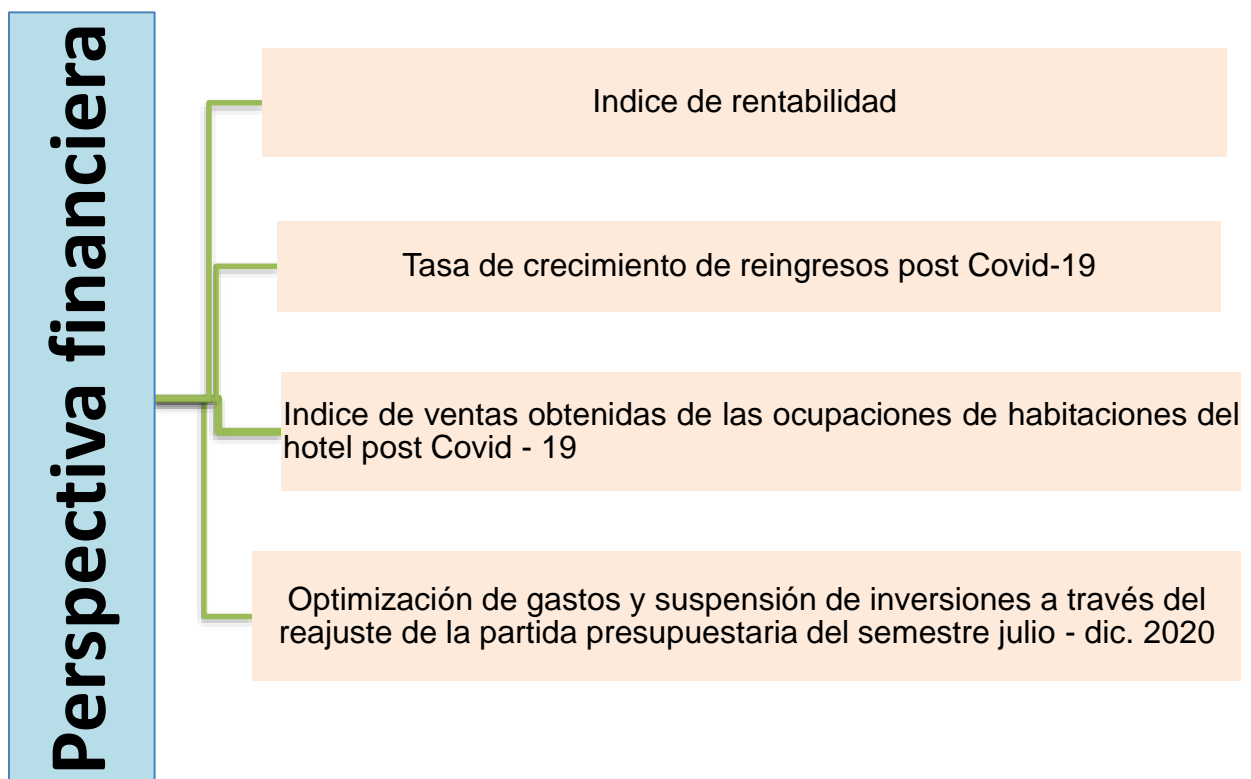 Perspectiva financiera
Indice de rentabilidad
Tasa de crecimiento de reingresos post Covid-19
Indice de ventas obtenidas de las ocupaciones de habitaciones del
hotel post Covid - 19
Optimización de gastos y suspensión de inversiones a través del
reajuste de la partida presupuestaria del semestre julio - dic. 2020